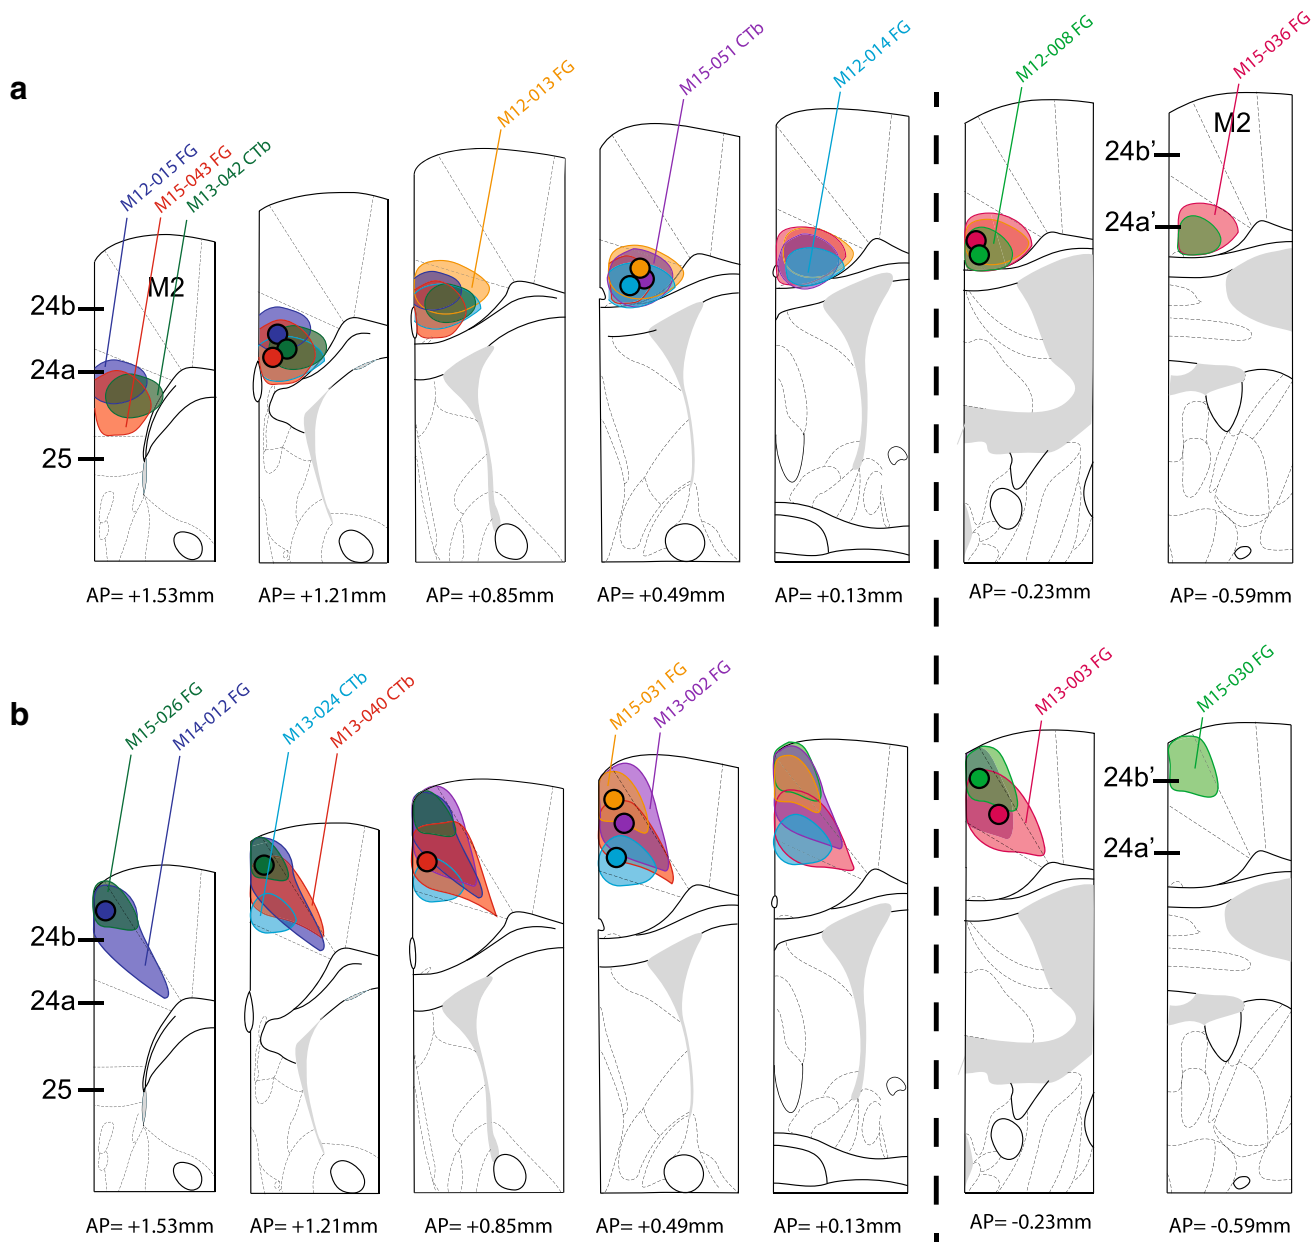 a
M12-015 FG
M15-043 FG
M13-042 CTb
M12-013 FG
M15-051 CTb
M12-014 FG
M12-008 FG
M15-036 FG
M2
24b
24a
25
M2
24b’
24a’
AP= +1.53mm
AP= +1.21mm
AP= +0.85mm
AP= +0.49mm
AP= +0.13mm
AP= -0.23mm
AP= -0.59mm
b
M15-026 FG
M14-012 FG
M13-024 CTb
M13-040 CTb
M15-031 FG
M13-002 FG
M13-003 FG
M15-030 FG
24b
24a
25
24b’
24a’
AP= +1.53mm
AP= +1.21mm
AP= +0.85mm
AP= +0.49mm
AP= +0.13mm
AP= -0.23mm
AP= -0.59mm